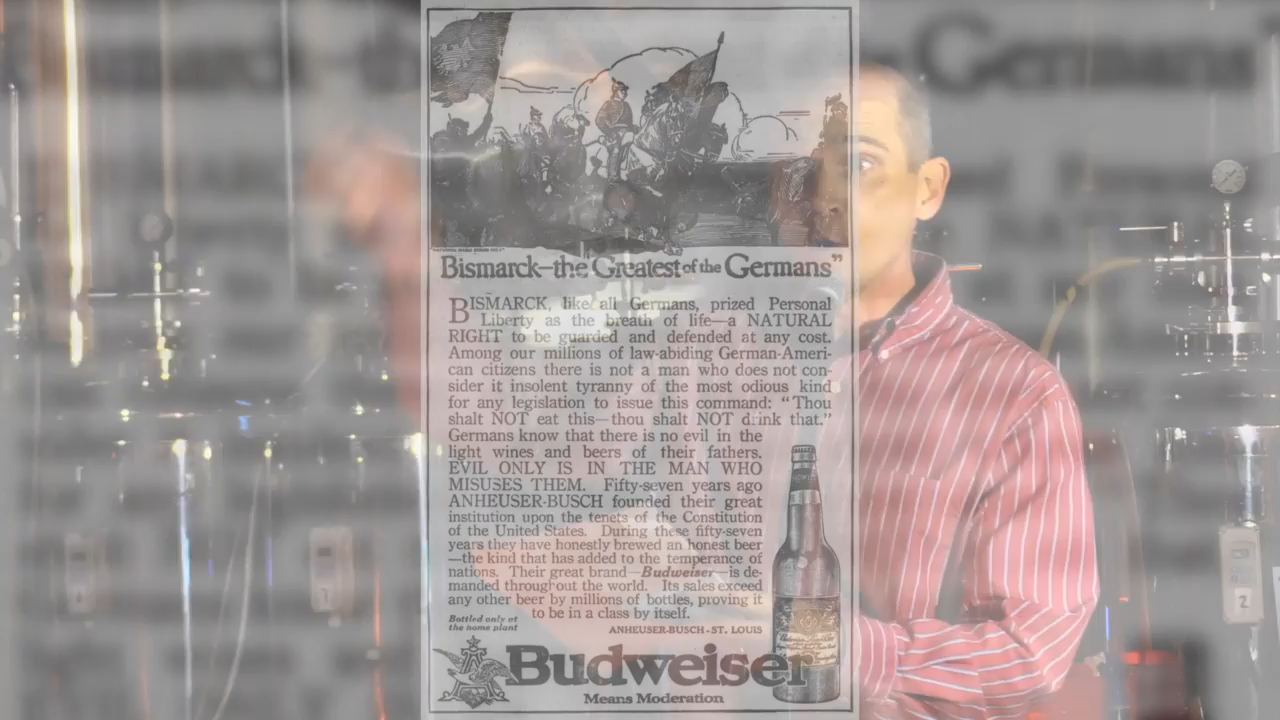 Germans"
Bismarck—the Greatest of the Germans”
BISMARCK, like all Germans, prized Personal
Liberty as the breath of life—a NATURAL
RIGHT to be guarded and defended at any cost.
Among our millions of law-abiding German-Ameri-
can citizens there is not a man who does not con-
sider it insolent tyranny of the most odious kind
for any legislation to issue this command: “Thou
shalt NOT eat this—thou shalt NOT drink that.”
Germans know that there is no evil in the
light wines and beers of their fathers.
EVIL ONLY IS IN THE MAN WHO
MISUSES THEM. Fifty-seven years ago
ANHEUSER-BUSCH founded their great
institution upon the tenets of the Constitution
of the United States. During these fifty-seven
years they have honestly brewed an honest beer
—the kind that has added to the temperance of
nations. Their great brand—Budweiser—is de-
manded throughout the world. Its sales exceed
any other beer by millions of bottles, proving it
to be in a class by itself.
Bottled only at
the home plant
ANHEUSER-BUSCH - ST. LOUIS
Budweiser
Means Moderation
2